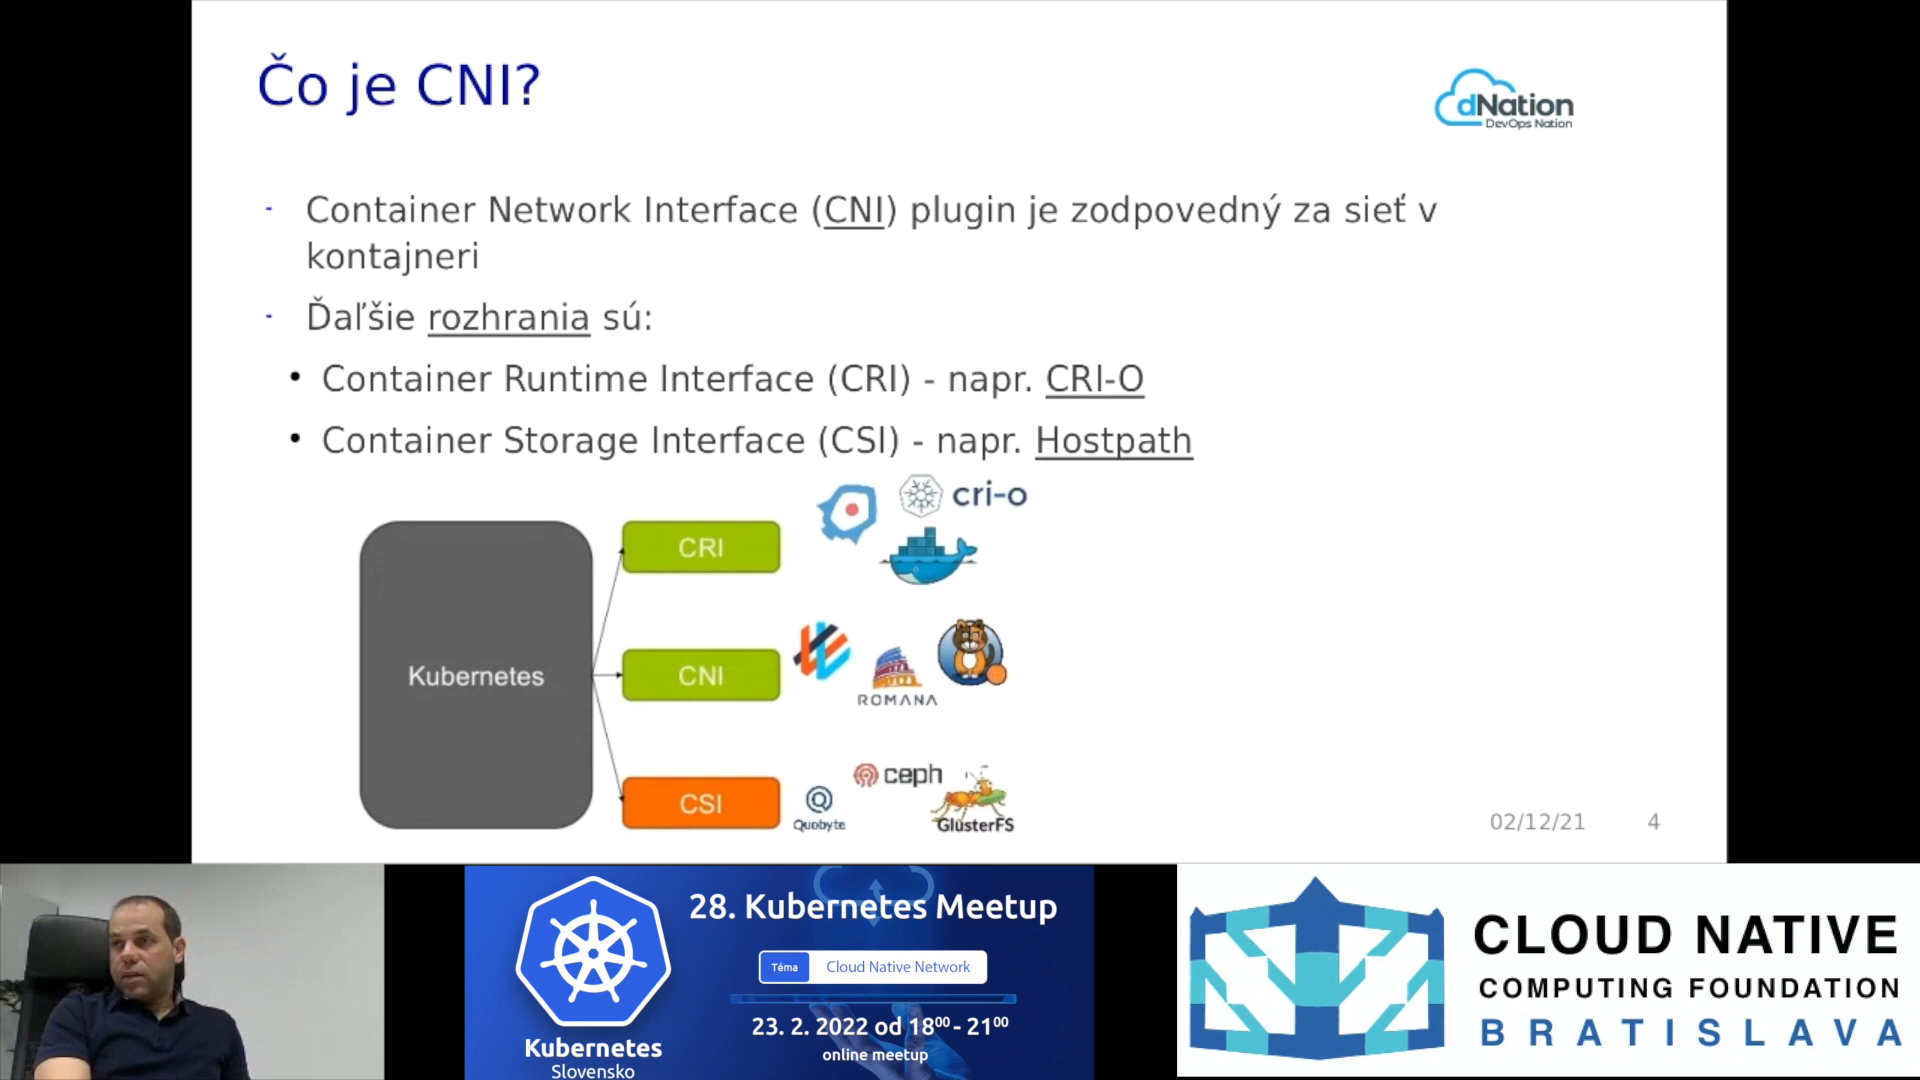 Čo je CNI?
dNation
DevOps Nation
- Container Network Interface (CNI) plugin je zodpovedný za sieť v
kontajneri
- Ďaľšie rozhrania sú:
• Container Runtime Interface (CRI) - napr. CRI-O
• Container Storage Interface (CSI) - napr. Hostpath
cri-o
CRI
Kubernetes
CNI
ROMANA
CSI
ceph
Quobyte
GlusterFS
02/12/21 4
28. Kubernetes Meetup
Téma Cloud Native Network
23. 2. 2022 od 18⁰⁰ - 21⁰⁰
online meetup
Kubernetes
Slovensko
CLOUD NATIVE
COMPUTING FOUNDATION
BRATISLAVA